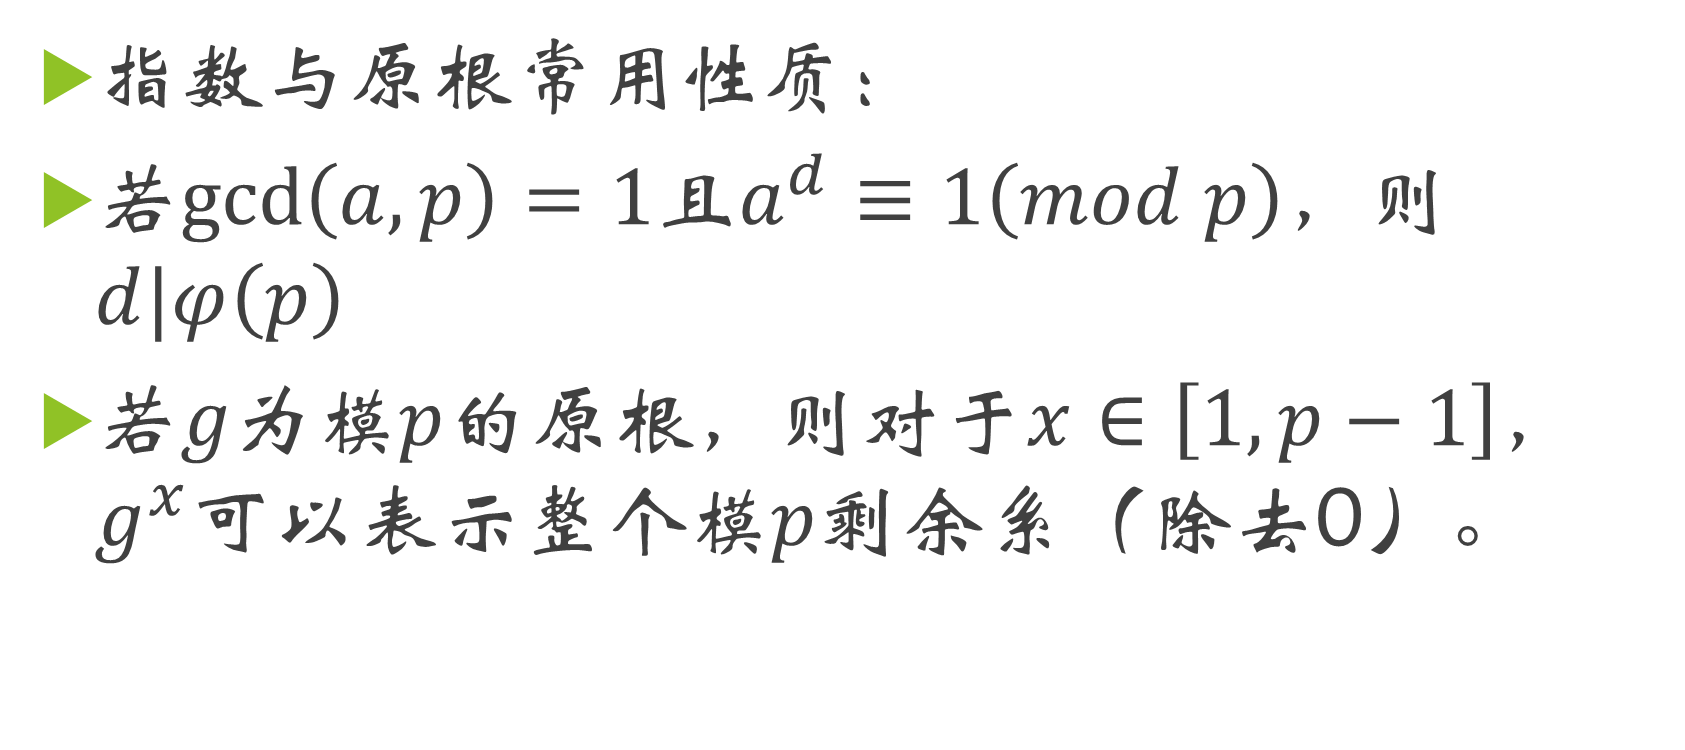 指数与原根常用性质：
若gcd(a, p) = 1且a^d ≡ 1(mod p)，则
d|φ(p)
若g为模p的原根，则对于x ∈ [1, p − 1]，
g^x可以表示整个模p剩余系（除去0）。